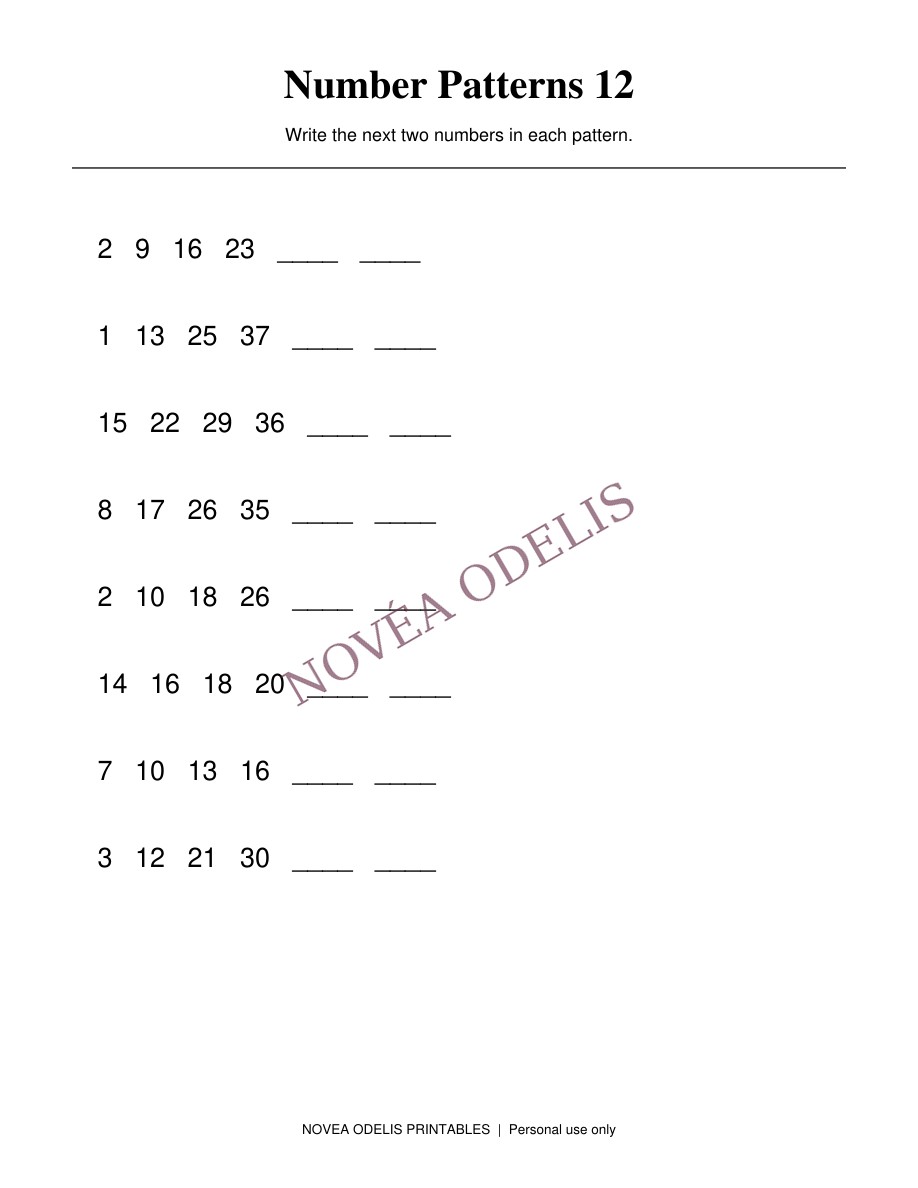 Number Patterns 12
Write the next two numbers in each pattern.
2 9 16 23 ____ ____
1 13 25 37 ____ ____
15 22 29 36 ____ ____
8 17 26 35 ____ ____
2 10 18 26 ____ ____
14 16 18 20 ____ ____
7 10 13 16 ____ ____
3 12 21 30 ____ ____
NOVÉA ODELIS
NOVEA ODELIS PRINTABLES | Personal use only